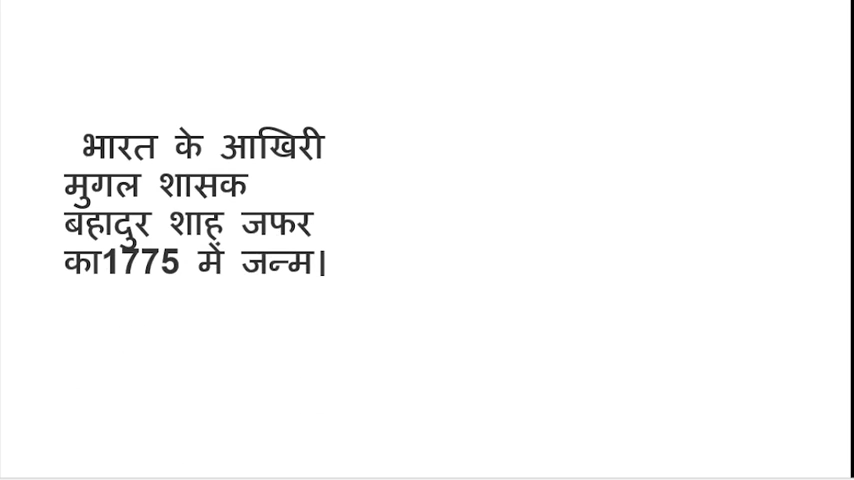 भारत के आखिरी
मुगल शासक
बहादुर शाह जफर
का1775 में जन्म।